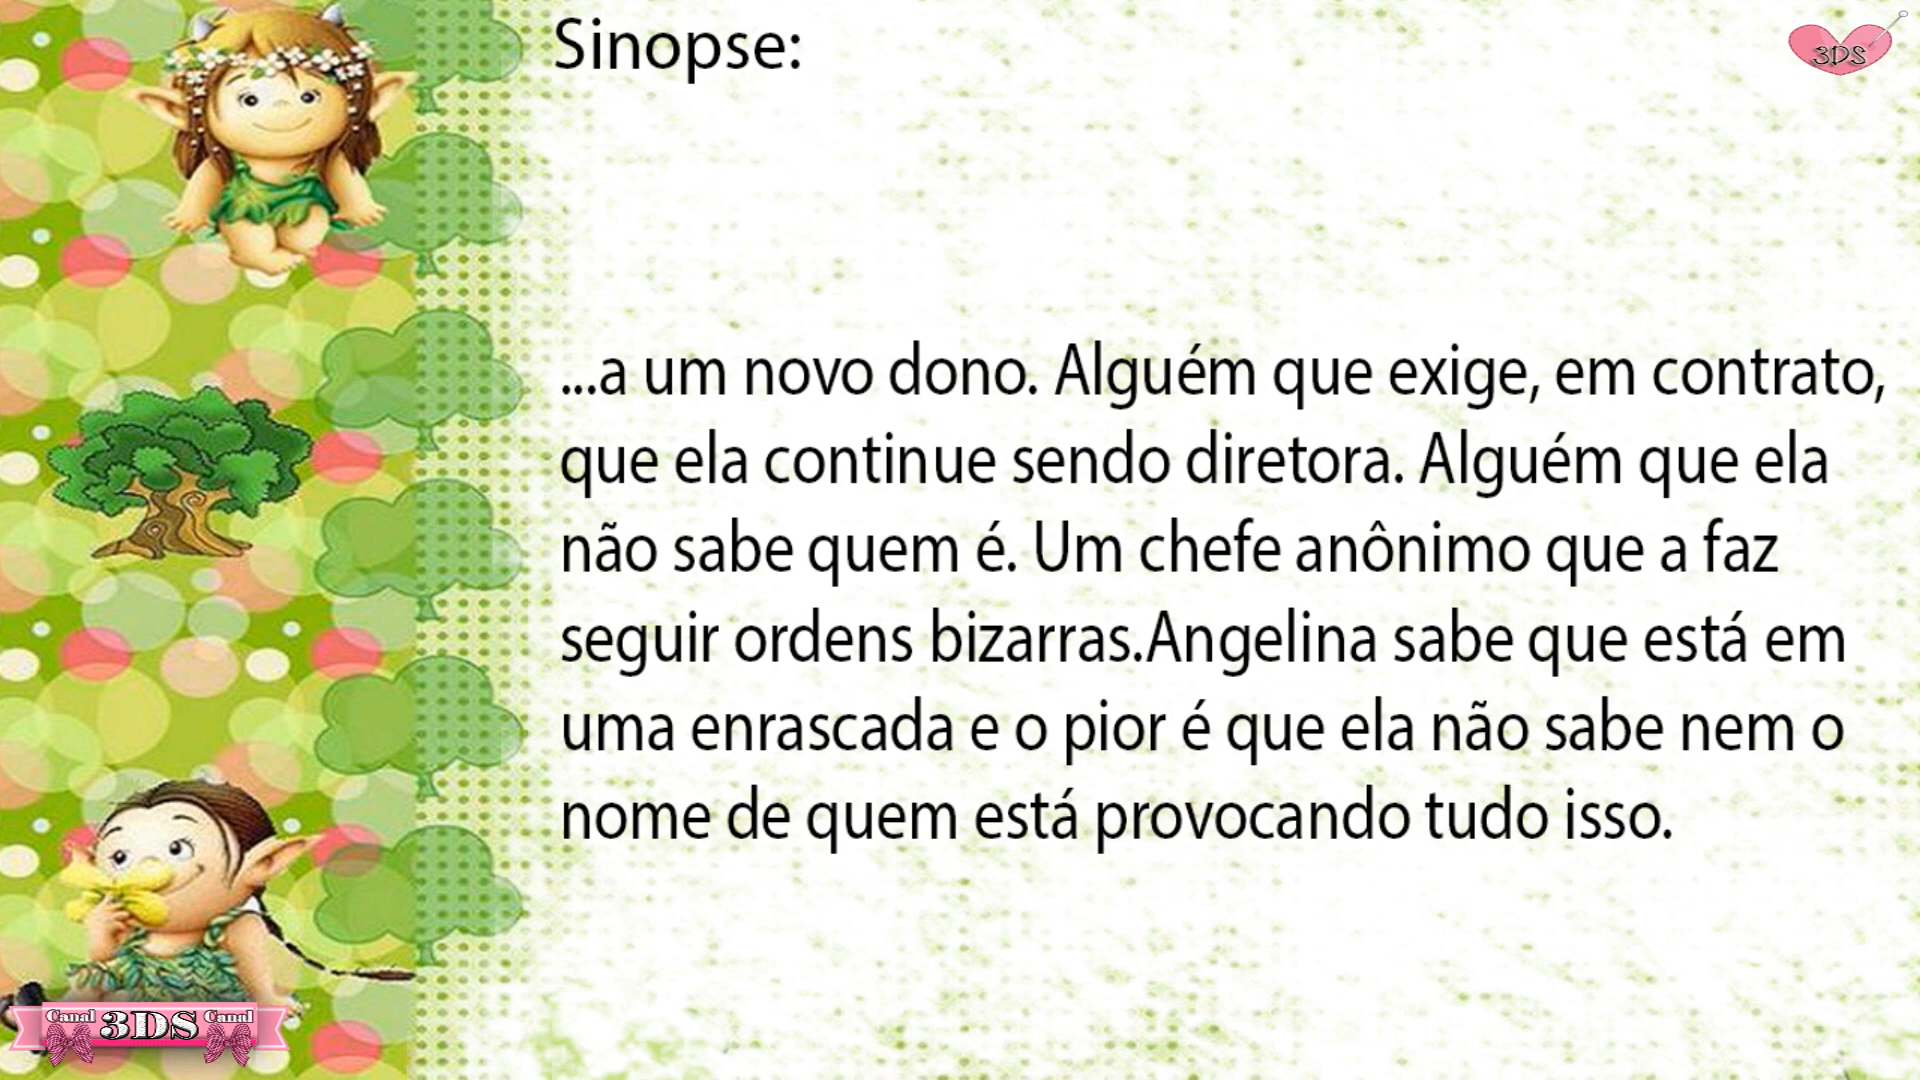 Sinopse:
3DS
...a um novo dono. Alguém que exige, em contrato,
que ela continue sendo diretora. Alguém que ela
não sabe quem é. Um chefe anônimo que a faz
seguir ordens bizarras.Angelina sabe que está em
uma enrascada e o pior é que ela não sabe nem o
nome de quem está provocando tudo isso.
Canal 3DS Canal